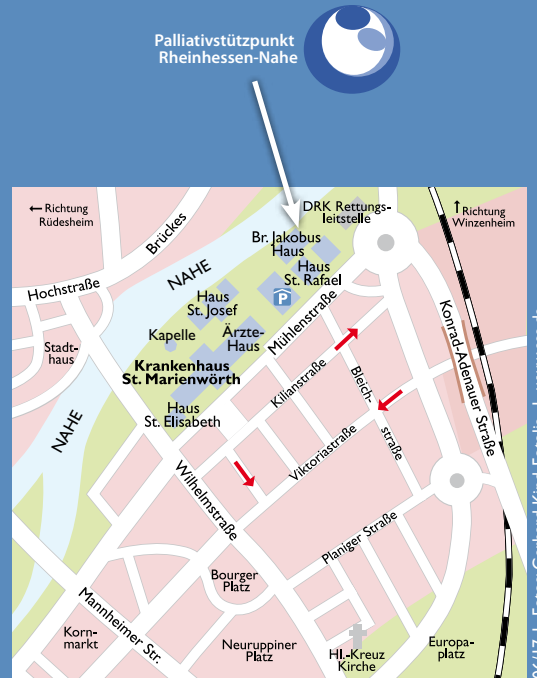 Palliativstützpunkt
Rheinhessen-Nahe
← Richtung
Rüdesheim
Brückes
DRK Rettungs-
leitstelle
↑ Richtung
Winzenheim
Br. Jakobus
Haus
Haus
St. Rafael
NAHE
Hochstraße
Haus
St. Josef
P
Kapelle
Ärzte-
Haus
Mühlenstraße
Konrad-Adenauer Straße
Stadt-
haus
Krankenhaus
St. Marienwörth
Kilianstraße
Bleich-
straße
Haus
St. Elisabeth
NAHE
Viktoriastraße
Wilhelmstraße
Planiger Straße
Bourger
Platz
Mannheimer Str.
Korn-
markt
Neuruppiner
Platz
Hl.-Kreuz
Kirche
Europa-
platz